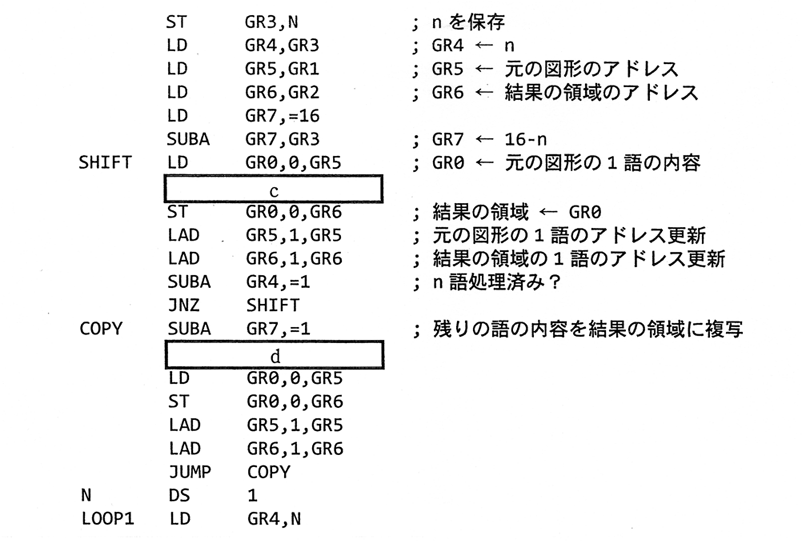 ST GR3,N ; n を保存
LD GR4,GR3 ; GR4 ← n
LD GR5,GR1 ; GR5 ← 元の図形のアドレス
LD GR6,GR2 ; GR6 ← 結果の領域のアドレス
LD GR7,=16
SUBA GR7,GR3 ; GR7 ← 16-n
SHIFT LD GR0,0,GR5 ; GR0 ← 元の図形の1語の内容
c
ST GR0,0,GR6 ; 結果の領域 ← GR0
LAD GR5,1,GR5 ; 元の図形の1語のアドレス更新
LAD GR6,1,GR6 ; 結果の領域の1語のアドレス更新
SUBA GR4,=1 ; n 語処理済み？
JNZ SHIFT
COPY SUBA GR7,=1 ; 残りの語の内容を結果の領域に複写
d
LD GR0,0,GR5
ST GR0,0,GR6
LAD GR5,1,GR5
LAD GR6,1,GR6
JUMP COPY
N DS 1
LOOP1 LD GR4,N